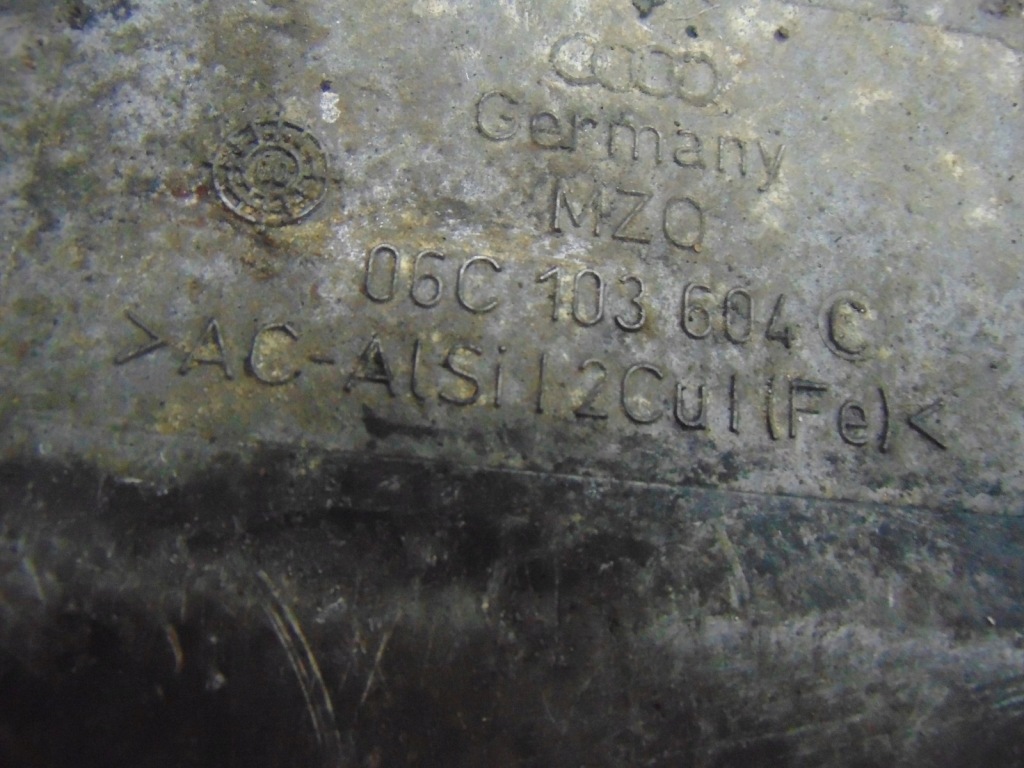 Germany
MZQ
06C 103 604 C
>AC-AlSi12Cu1(Fe)<